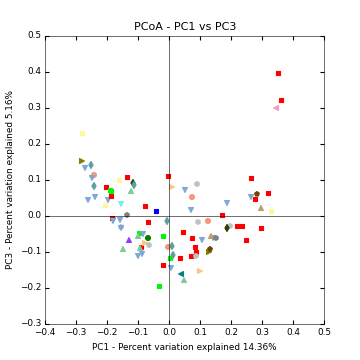 PCoA - PC1 vs PC3
0.5
0.4
0.3
0.2
0.1
0.0
−0.1
−0.2
−0.3
−0.5 −0.4 −0.3 −0.2 −0.1 0.0 0.1 0.2 0.3 0.4 0.5
PC3 - Percent variation explained 5.16%
PC1 - Percent variation explained 14.36%